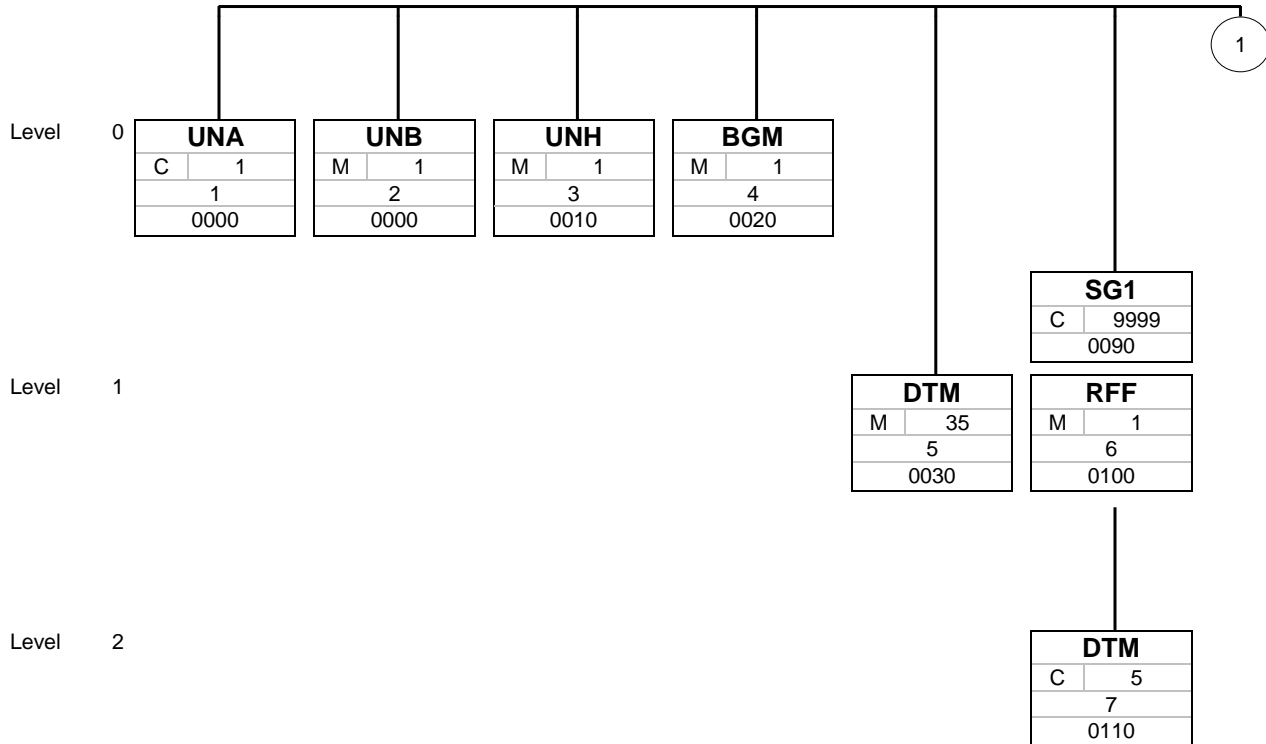 1
Level 0
UNA
C 1
1
0000
UNB
M 1
2
0000
UNH
M 1
3
0010
BGM
M 1
4
0020
SG1
C 9999
0090
Level 1
DTM
M 35
5
0030
RFF
M 1
6
0100
Level 2
DTM
C 5
7
0110